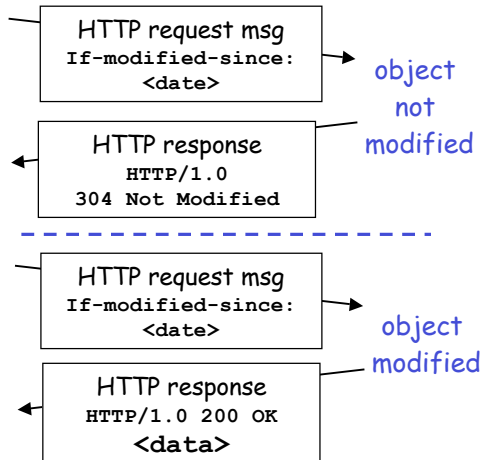 HTTP request msg
If-modified-since:
<date>
object
not
modified
HTTP response
HTTP/1.0
304 Not Modified
HTTP request msg
If-modified-since:
<date>
object
modified
HTTP response
HTTP/1.0 200 OK
<data>